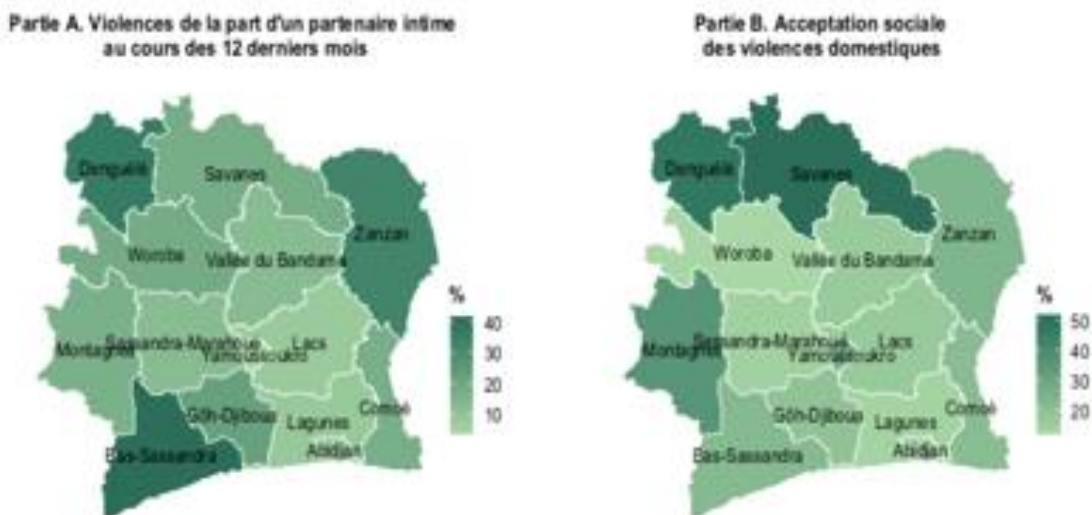 Partie A. Violences de la part d'un partenaire intime
au cours des 12 derniers mois
Denguélé
Savanes
Zanzan
Woroba
Vallée du Bandama
%
40
30
20
10
Sassandra-Marahoué
Montagnes
Yamoussoukro
Lacs
Gôh-Djiboua
Lagunes
Comoé
Bas-Sassandra
Abidjan
Partie B. Acceptation sociale
des violences domestiques
Denguélé
Savanes
Zanzan
Woroba
Vallée du Bandama
%
50
40
30
20
Sassandra-Marahoué
Montagnes
Yamoussoukro
Lacs
Gôh-Djiboua
Lagunes
Comoé
Bas-Sassandra
Abidjan